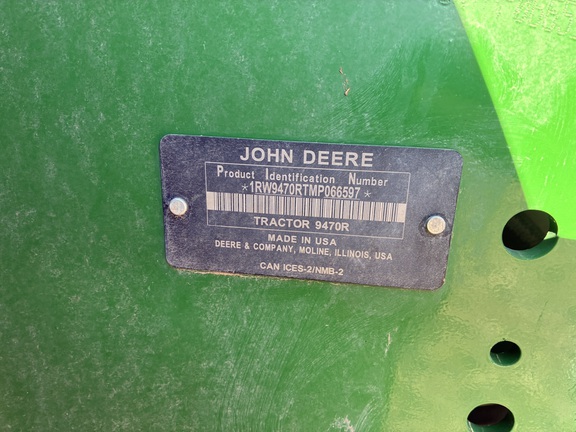 JOHN DEERE
Product Identification Number
*1RW9470RTMP066597*
TRACTOR 9470R
MADE IN USA
DEERE & COMPANY, MOLINE, ILLINOIS, USA
CAN ICES-2/NMB-2